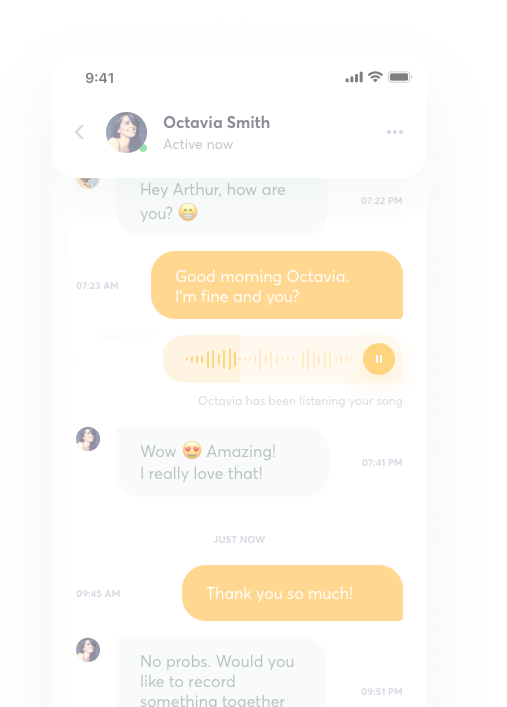 9:41
Octavia Smith
Active now
Hey Arthur, how are
you? 😁
07:22 PM
Good morning Octavia.
I'm fine and you?
07:23 AM
Octavia has been listening your song
Wow 😍 Amazing!
I really love that!
07:41 PM
JUST NOW
Thank you so much!
09:45 AM
No probs. Would you
like to record
something together
09:51 PM